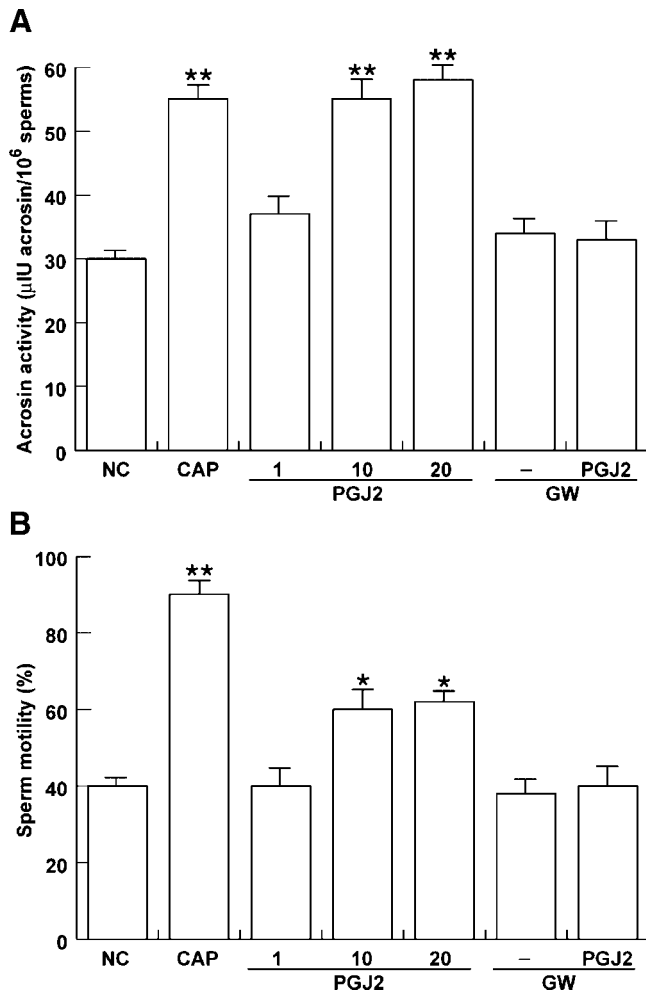 A
Acrosin activity (µIU acrosin/10⁶ sperms)
60
50
40
30
20
10
0
** ** **
NC CAP 1 10 20 – PGJ2
PGJ2 GW
B
Sperm motility (%)
100
80
60
40
20
0
** * *
NC CAP 1 10 20 – PGJ2
PGJ2 GW